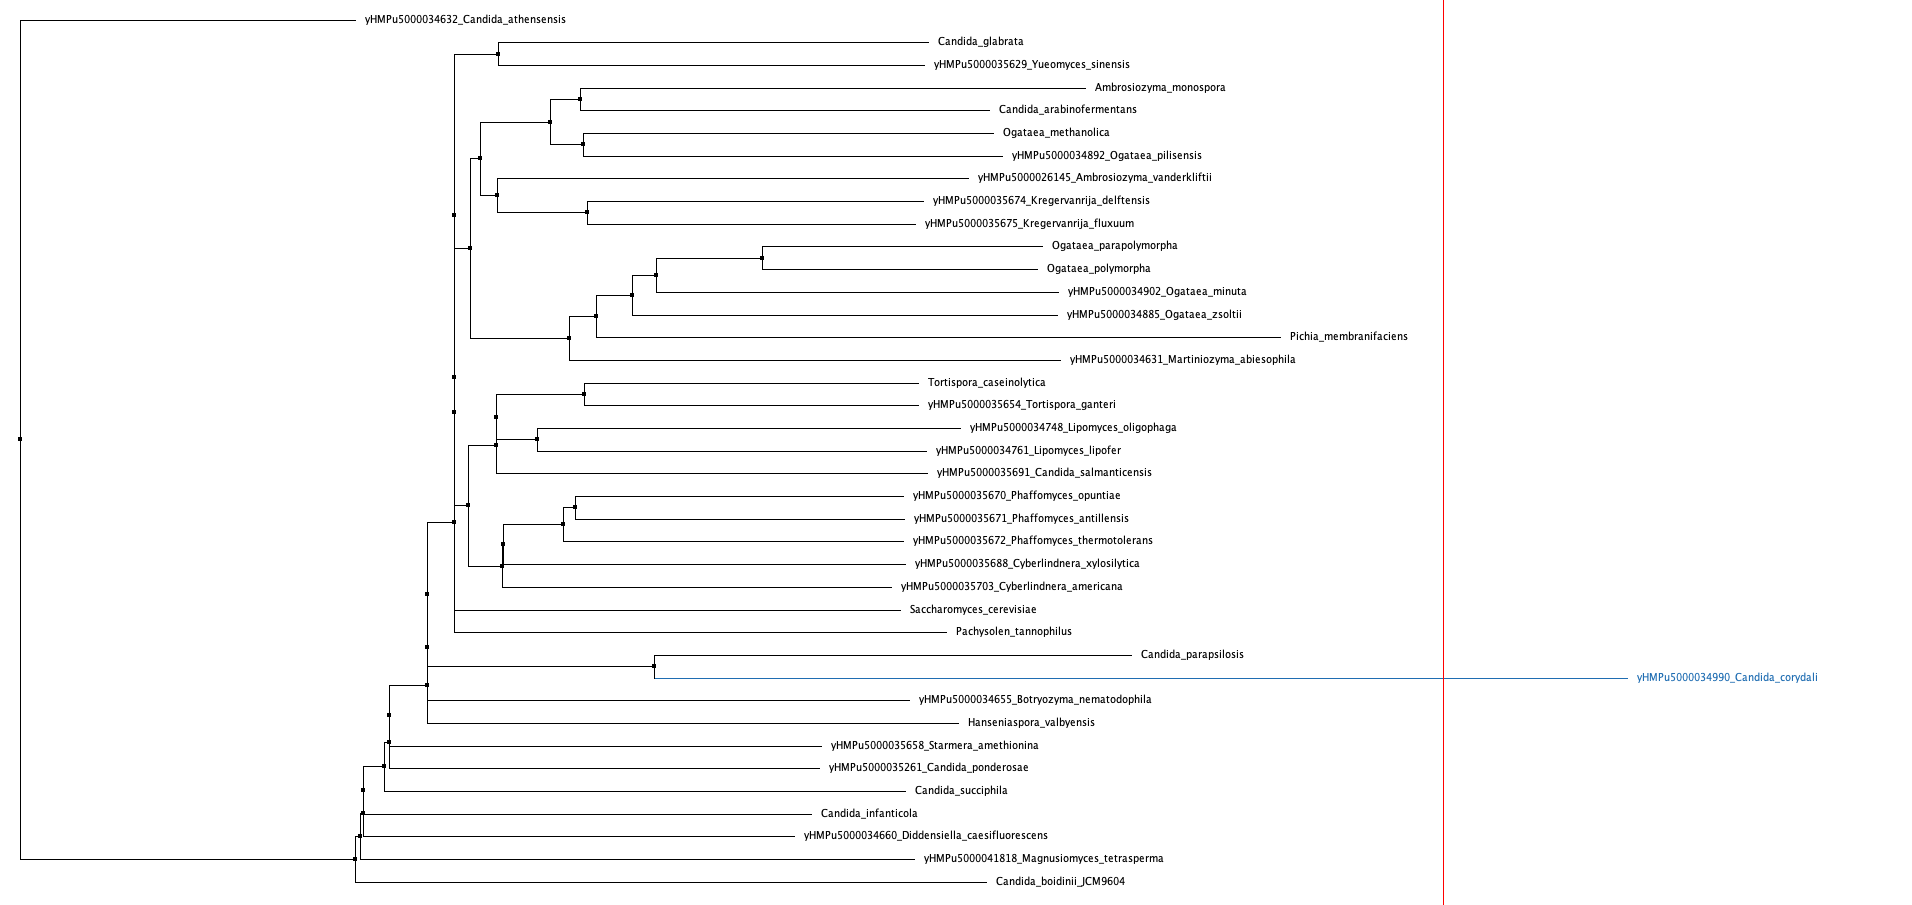 yHMPu5000034632_Candida_athensensis
Candida_glabrata
yHMPu5000035629_Yueomyces_sinensis
Ambrosiozyma_monospora
Candida_arabinofermentans
Ogataea_methanolica
yHMPu5000034892_Ogataea_pilisensis
yHMPu5000026145_Ambrosiozyma_vanderkliftii
yHMPu5000035674_Kregervanrija_delftensis
yHMPu5000035675_Kregervanrija_fluxuum
Ogataea_parapolymorpha
Ogataea_polymorpha
yHMPu5000034902_Ogataea_minuta
yHMPu5000034885_Ogataea_zsoltii
Pichia_membranifaciens
yHMPu5000034631_Martiniozyma_abiesophila
Tortispora_caseinolytica
yHMPu5000035654_Tortispora_ganteri
yHMPu5000034748_Lipomyces_oligophaga
yHMPu5000034761_Lipomyces_lipofer
yHMPu5000035691_Candida_salmanticensis
yHMPu5000035670_Phaffomyces_opuntiae
yHMPu5000035671_Phaffomyces_antillensis
yHMPu5000035672_Phaffomyces_thermotolerans
yHMPu5000035688_Cyberlindnera_xylosilytica
yHMPu5000035703_Cyberlindnera_americana
Saccharomyces_cerevisiae
Pachysolen_tannophilus
Candida_parapsilosis
yHMPu5000034990_Candida_corydali
yHMPu5000034655_Botryozyma_nematodophila
Hanseniaspora_valbyensis
yHMPu5000035658_Starmera_amethionina
yHMPu5000035261_Candida_ponderosae
Candida_succiphila
Candida_infanticola
yHMPu5000034660_Diddensiella_caesifluorescens
yHMPu5000041818_Magnusiomyces_tetrasperma
Candida_boidinii_JCM9604